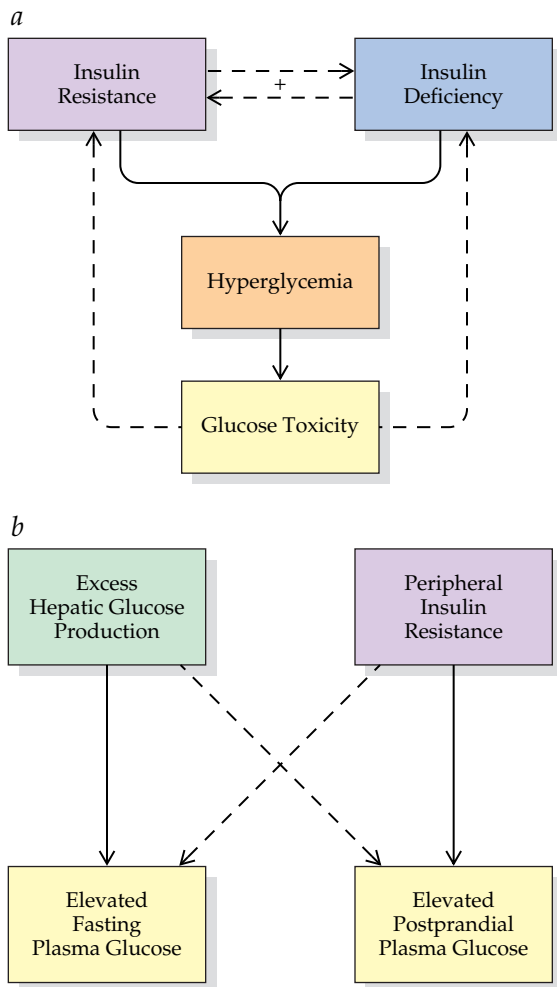 a
Insulin
Resistance
+
Insulin
Deficiency
Hyperglycemia
Glucose Toxicity
b
Excess
Hepatic Glucose
Production
Peripheral
Insulin
Resistance
Elevated
Fasting
Plasma Glucose
Elevated
Postprandial
Plasma Glucose